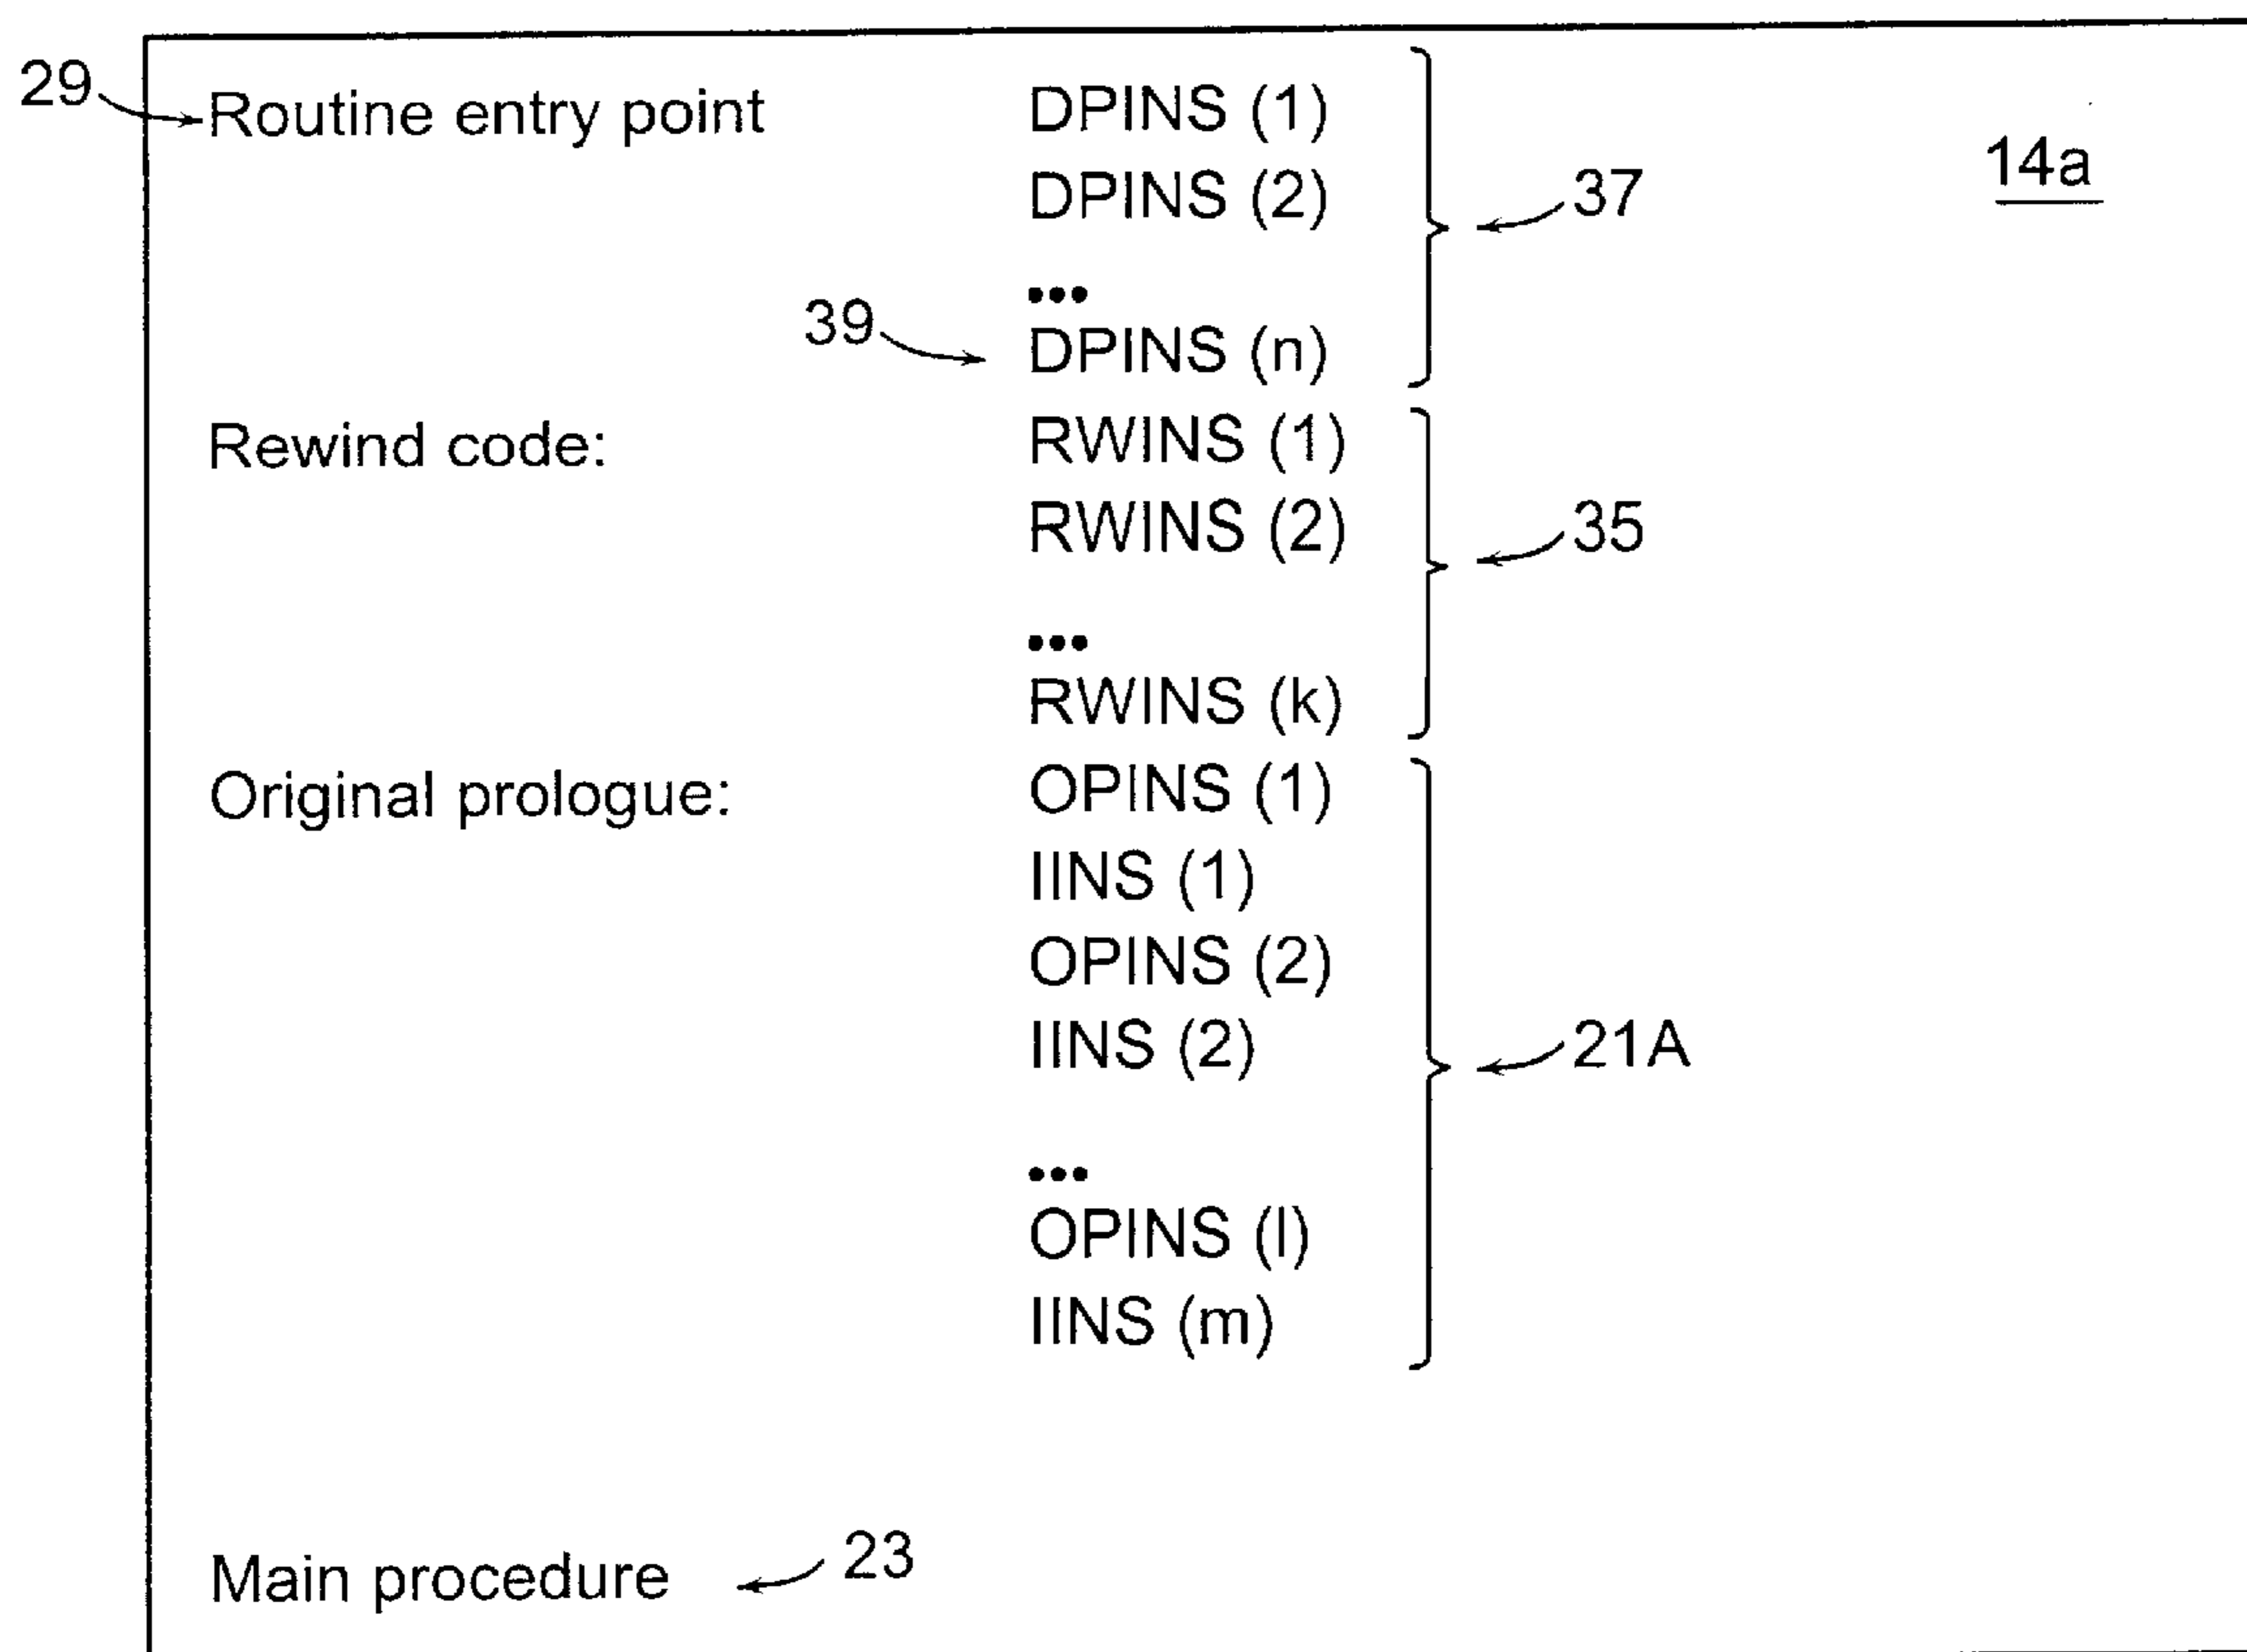 29 Routine entry point DPINS (1)
14a
DPINS (2) 37
•••
39 DPINS (n)
Rewind code: RWINS (1)
RWINS (2) 35
•••
RWINS (k)
Original prologue: OPINS (1)
IINS (1)
OPINS (2)
IINS (2) 21A
•••
OPINS (l)
IINS (m)
Main procedure 23